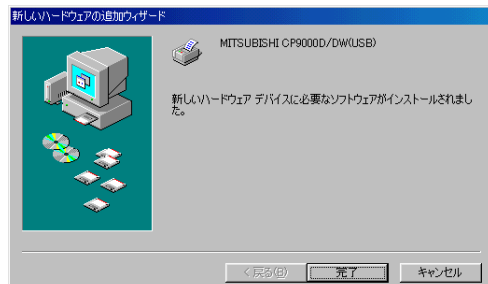 新しいハードウェアの追加ウィザード
MITSUBISHI CP9000D/DW(USB)
新しいハードウェア デバイスに必要なソフトウェアがインストールされまし
た。
< 戻る(B)
完了
キャンセル